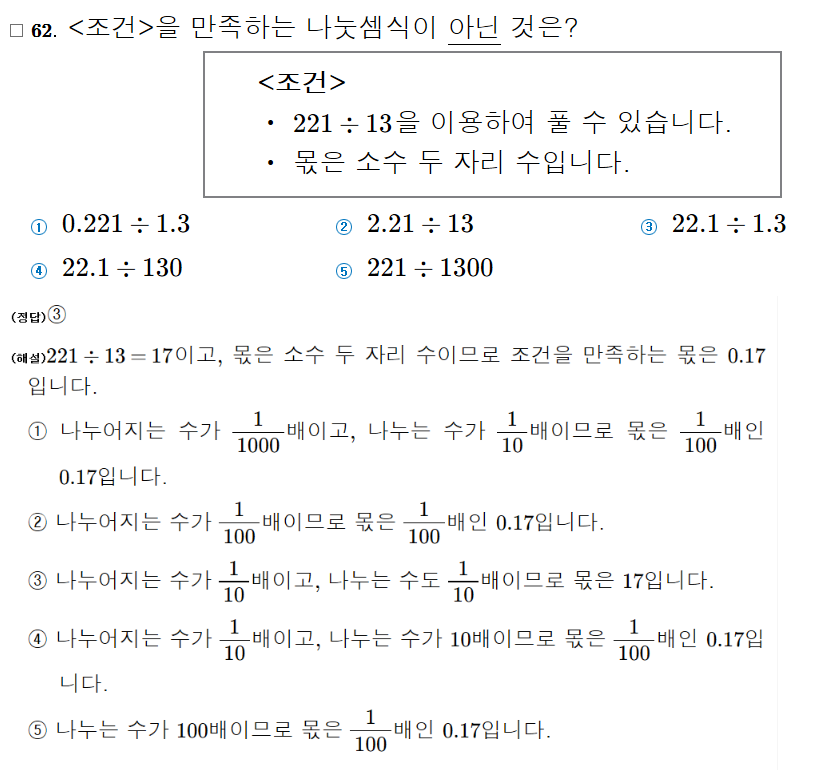 □ 62. <조건>을 만족하는 나눗셈식이 아닌 것은?
<조건>
· 221 ÷ 13을 이용하여 풀 수 있습니다.
· 몫은 소수 두 자리 수입니다.
① 0.221 ÷ 1.3 ② 2.21 ÷ 13 ③ 22.1 ÷ 1.3
④ 22.1 ÷ 130 ⑤ 221 ÷ 1300
(정답)③
(해설)221 ÷ 13 = 17이고, 몫은 소수 두 자리 수이므로 조건을 만족하는 몫은 0.17
입니다.
① 나누어지는 수가 1/1000배이고, 나누는 수가 1/10배이므로 몫은 1/100배인
0.17입니다.
② 나누어지는 수가 1/100배이므로 몫은 1/100배인 0.17입니다.
③ 나누어지는 수가 1/10배이고, 나누는 수도 1/10배이므로 몫은 17입니다.
④ 나누어지는 수가 1/10배이고, 나누는 수가 10배이므로 몫은 1/100배인 0.17입
니다.
⑤ 나누는 수가 100배이므로 몫은 1/100배인 0.17입니다.